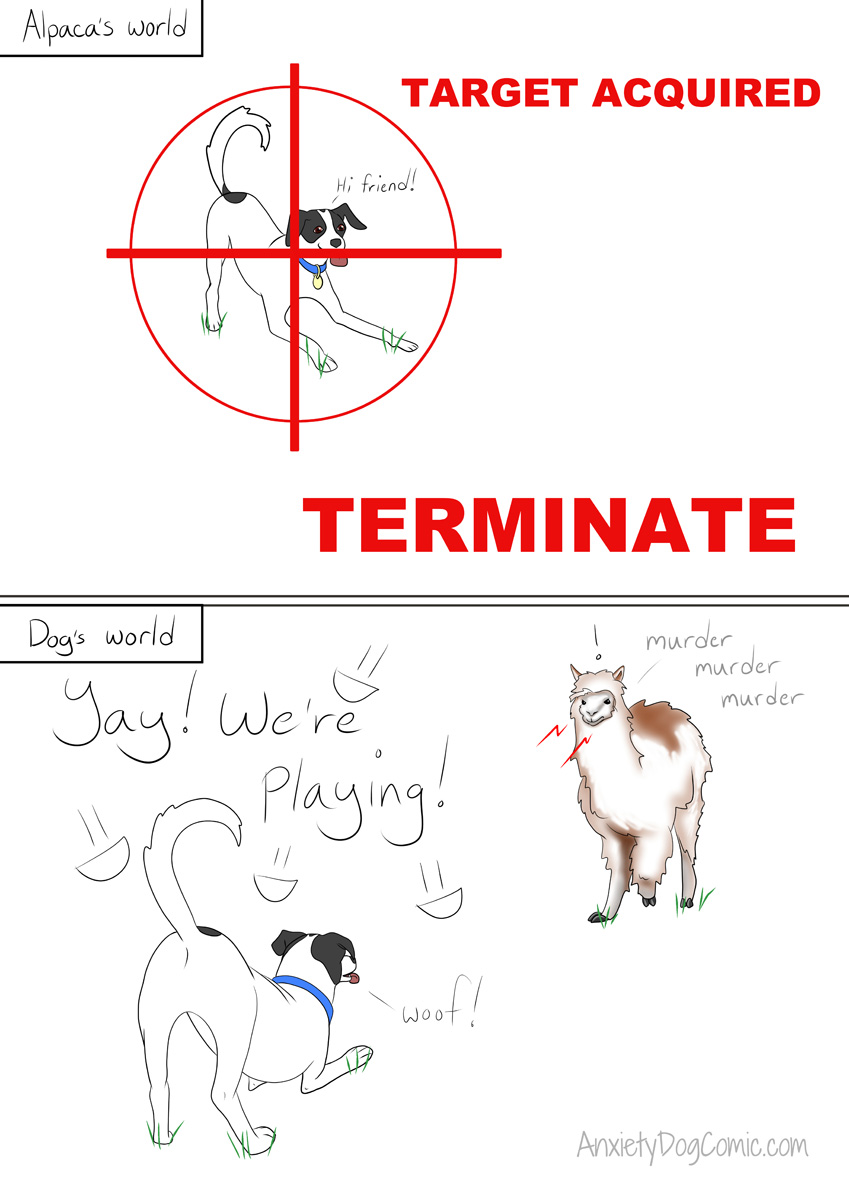 Alpaca's world
TARGET ACQUIRED
Hi friend!
TERMINATE
Dog's world
!
murder
murder
murder
Yay! We're
Playing!
woof!
AnxietyDogComic.com